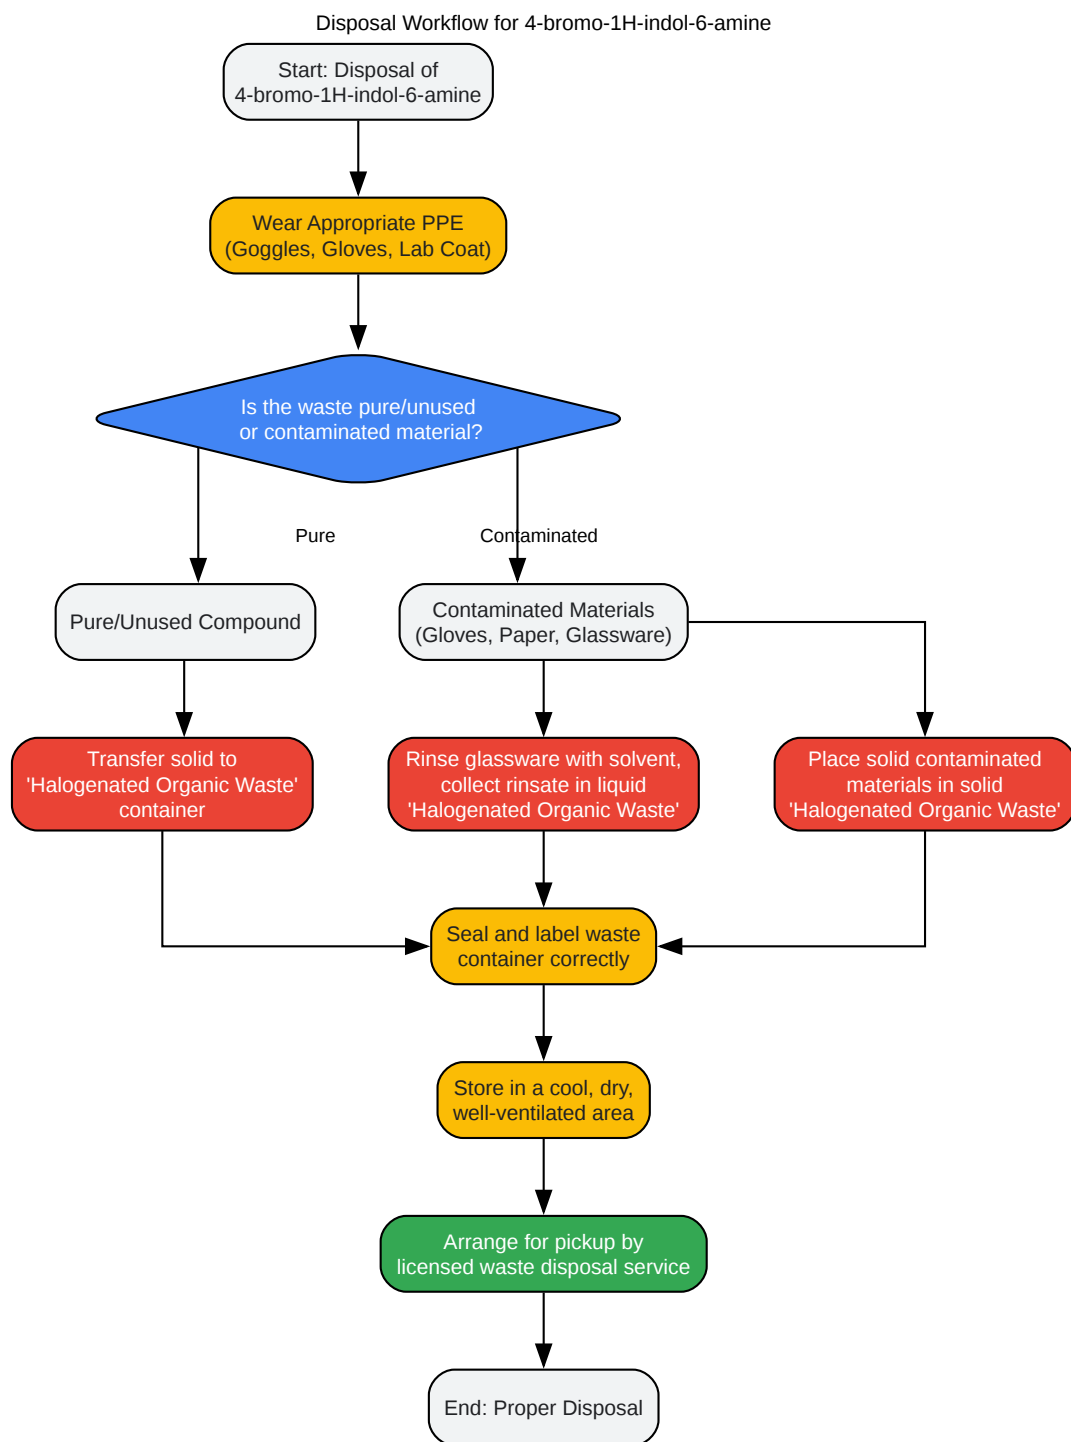 Disposal Workflow for 4-bromo-1H-indol-6-amine
Start: Disposal of
4-bromo-1H-indol-6-amine
Wear Appropriate PPE
(Goggles, Gloves, Lab Coat)
Is the waste pure/unused
or contaminated material?
Pure
Contaminated
Pure/Unused Compound
Contaminated Materials
(Gloves, Paper, Glassware)
Transfer solid to
'Halogenated Organic Waste'
container
Rinse glassware with solvent,
collect rinsate in liquid
'Halogenated Organic Waste'
Place solid contaminated
materials in solid
'Halogenated Organic Waste'
Seal and label waste
container correctly
Store in a cool, dry,
well-ventilated area
Arrange for pickup by
licensed waste disposal service
End: Proper Disposal